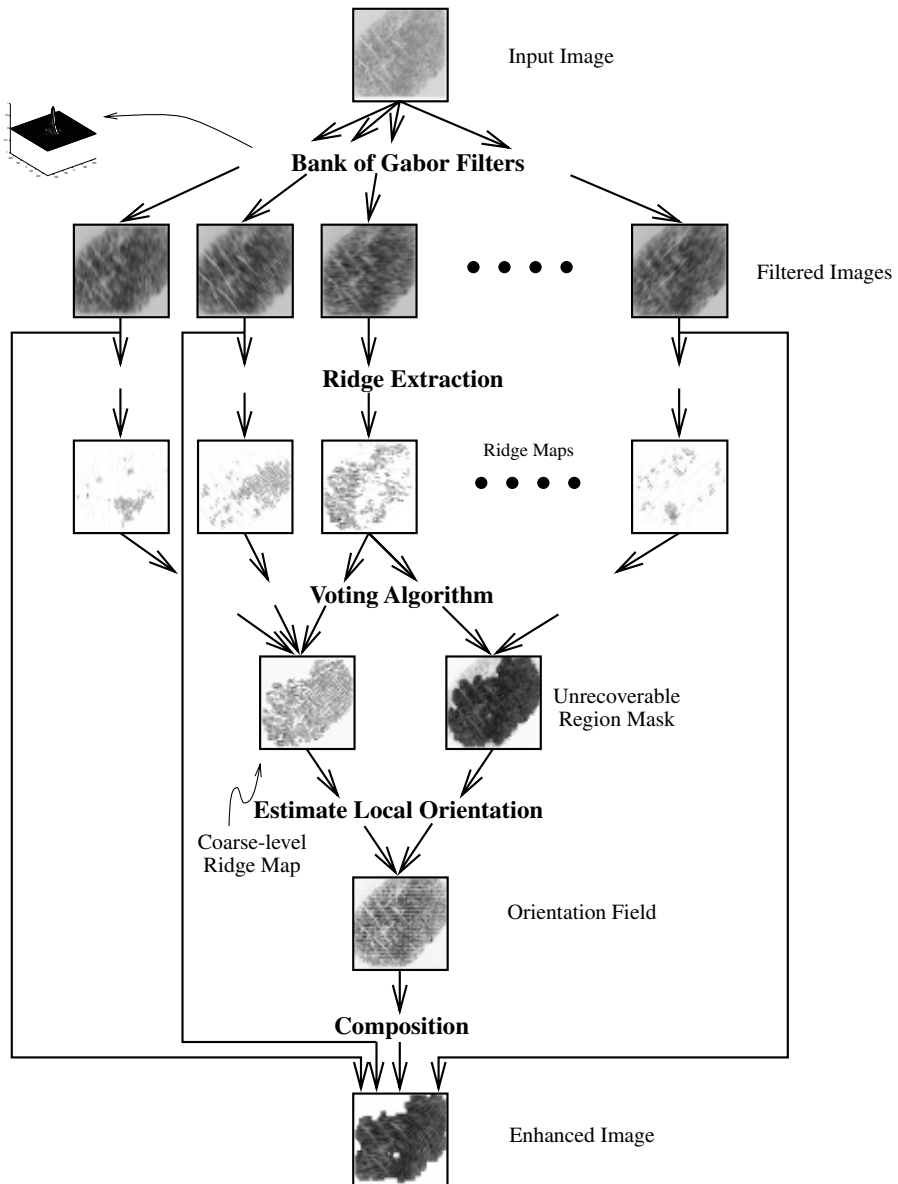 Input Image
Bank of Gabor Filters
Filtered Images
Ridge Extraction
Ridge Maps
Voting Algorithm
Unrecoverable
Region Mask
Estimate Local Orientation
Coarse-level
Ridge Map
Orientation Field
Composition
Enhanced Image